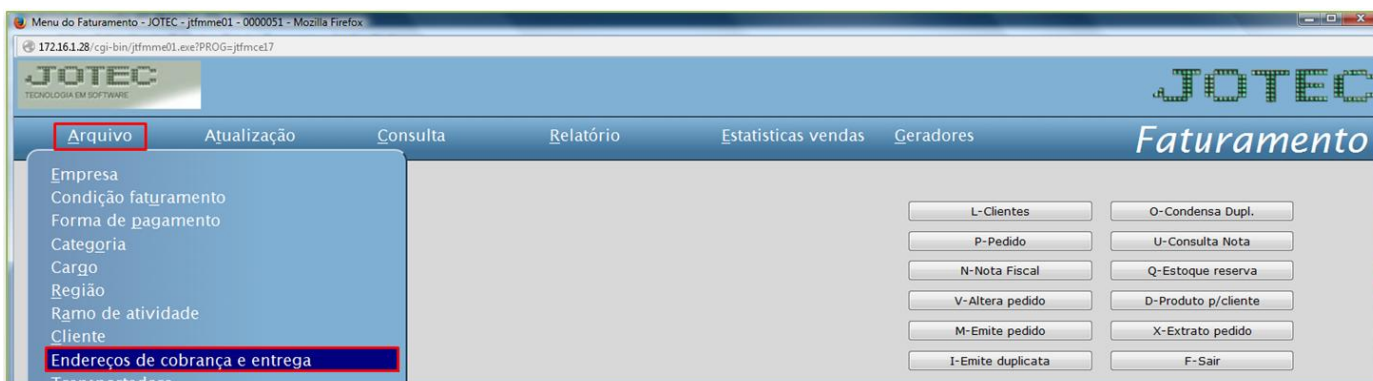 Menu do Faturamento - JOTEC - jtfmme01 - 0000051 - Mozilla Firefox
172.16.1.28/cgi-bin/jtfmme01.exe?PROG=jtfmce17
JOTEC
TECNOLOGIA EM SOFTWARE
JOTEC
Arquivo Atualização Consulta Relatório Estatisticas vendas Geradores Faturamento
Empresa
Condição faturamento
Forma de pagamento
Categoria
Cargo
Região
Ramo de atividade
Cliente
Endereços de cobrança e entrega
Transportadora
L-Clientes O-Condensa Dupl.
P-Pedido U-Consulta Nota
N-Nota Fiscal Q-Estoque reserva
V-Altera pedido D-Produto p/cliente
M-Emite pedido X-Extrato pedido
I-Emite duplicata F-Sair